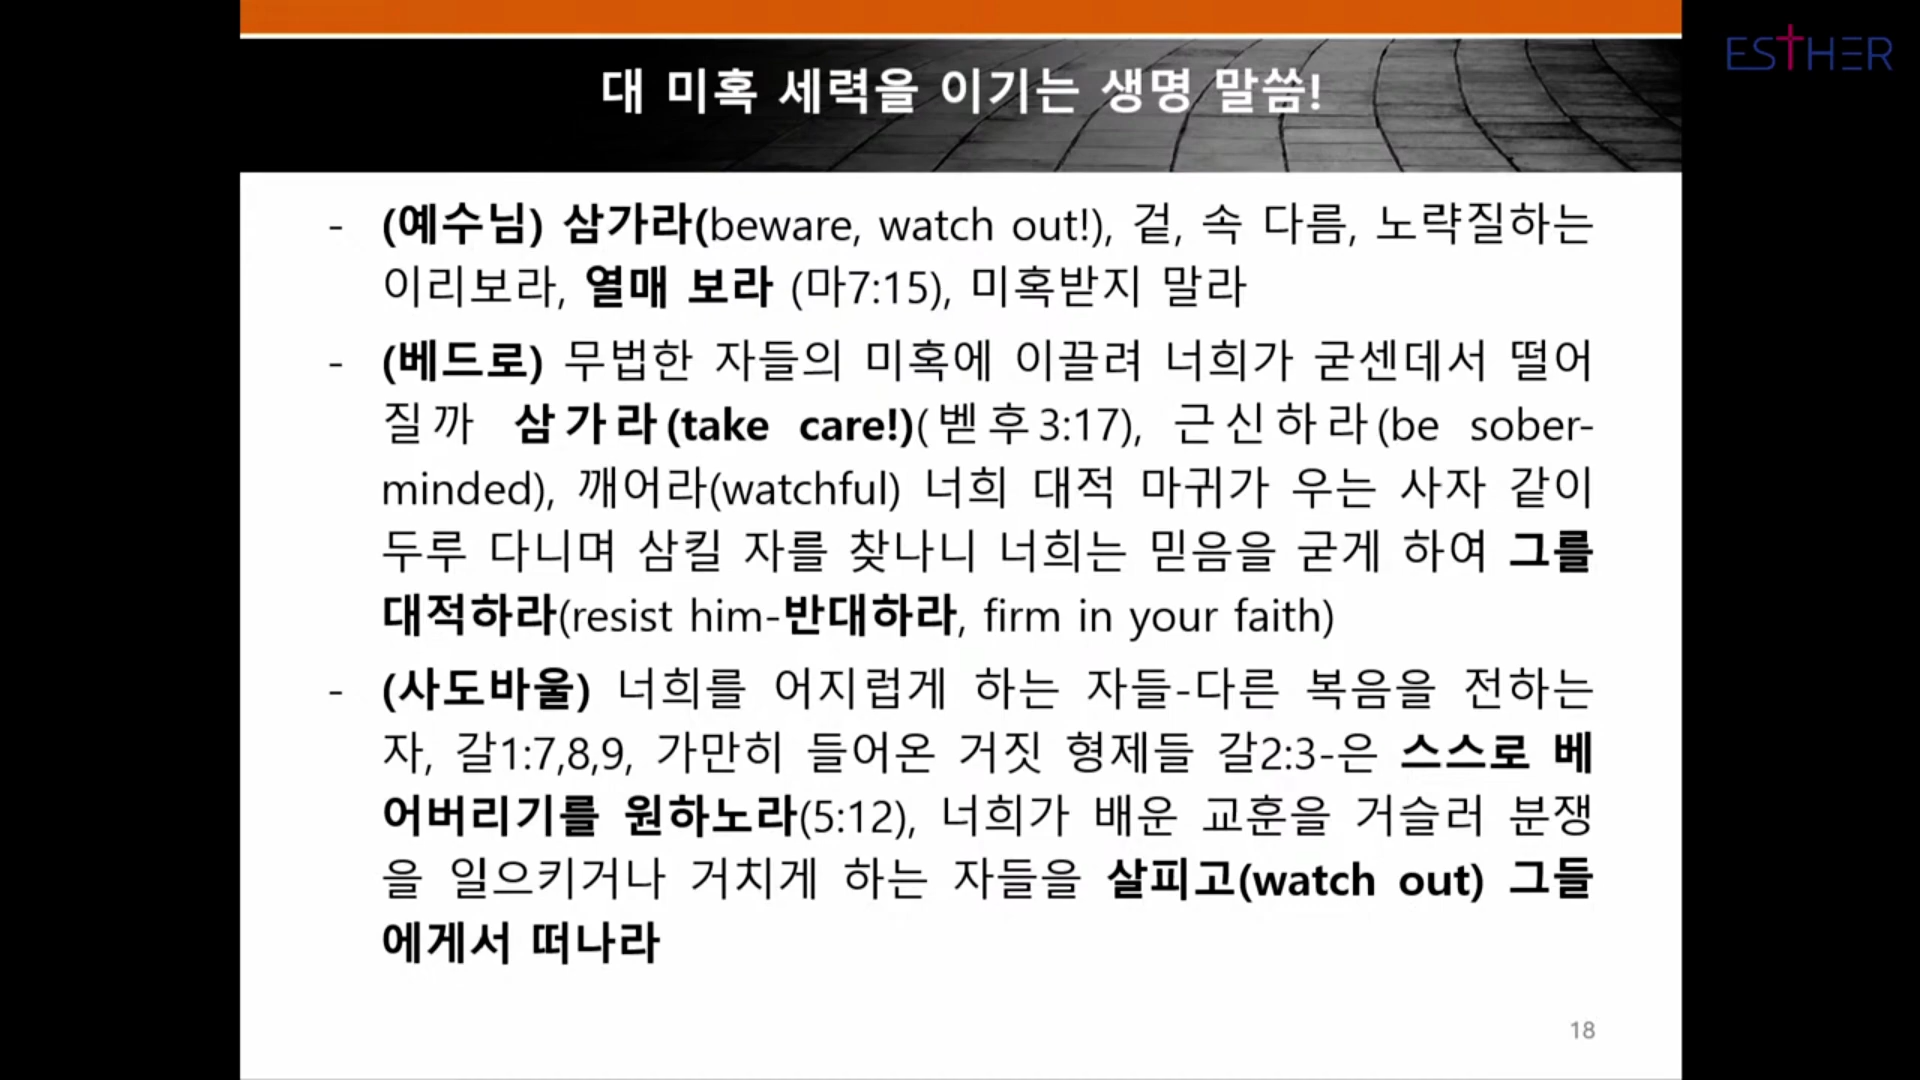 ESTHER
대 미혹 세력을 이기는 생명 말씀!
- (예수님) 삼가라(beware, watch out!), 겉, 속 다름, 노략질하는
이리보라, 열매 보라 (마7:15), 미혹받지 말라
- (베드로) 무법한 자들의 미혹에 이끌려 너희가 굳센데서 떨어
질까 삼가라(take care!)(벧후3:17), 근신하라(be sober-
minded), 깨어라(watchful) 너희 대적 마귀가 우는 사자 같이
두루 다니며 삼킬 자를 찾나니 너희는 믿음을 굳게 하여 그를
대적하라(resist him-반대하라, firm in your faith)
- (사도바울) 너희를 어지럽게 하는 자들-다른 복음을 전하는
자, 갈1:7,8,9, 가만히 들어온 거짓 형제들 갈2:3-은 스스로 베
어버리기를 원하노라(5:12), 너희가 배운 교훈을 거슬러 분쟁
을 일으키거나 거치게 하는 자들을 살피고(watch out) 그들
에게서 떠나라
18